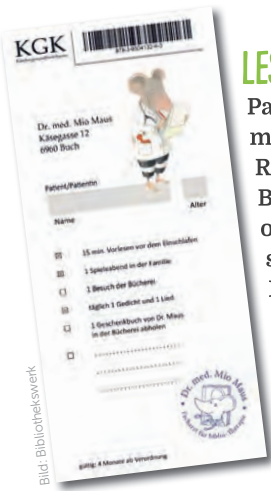 KGK
Dr. med. Mio Maus
Käsegasse 12
6960 Buch
Patient/Patientin
Name
Alter
15 min. Vorlesen vor dem Einschlafen
1 Spieleabend in der Familie
1 Besuch der Bücherei
täglich 1 Gedicht und 1 Lied
1 Geschenkbuch von Dr. Maus
in der Bücherei abholen
Dr. med. Mio Maus
gültig: 4 Monate ab Verordnung
Bild: Bibliothekswerk
LES
Pa
m
R
B
o
s